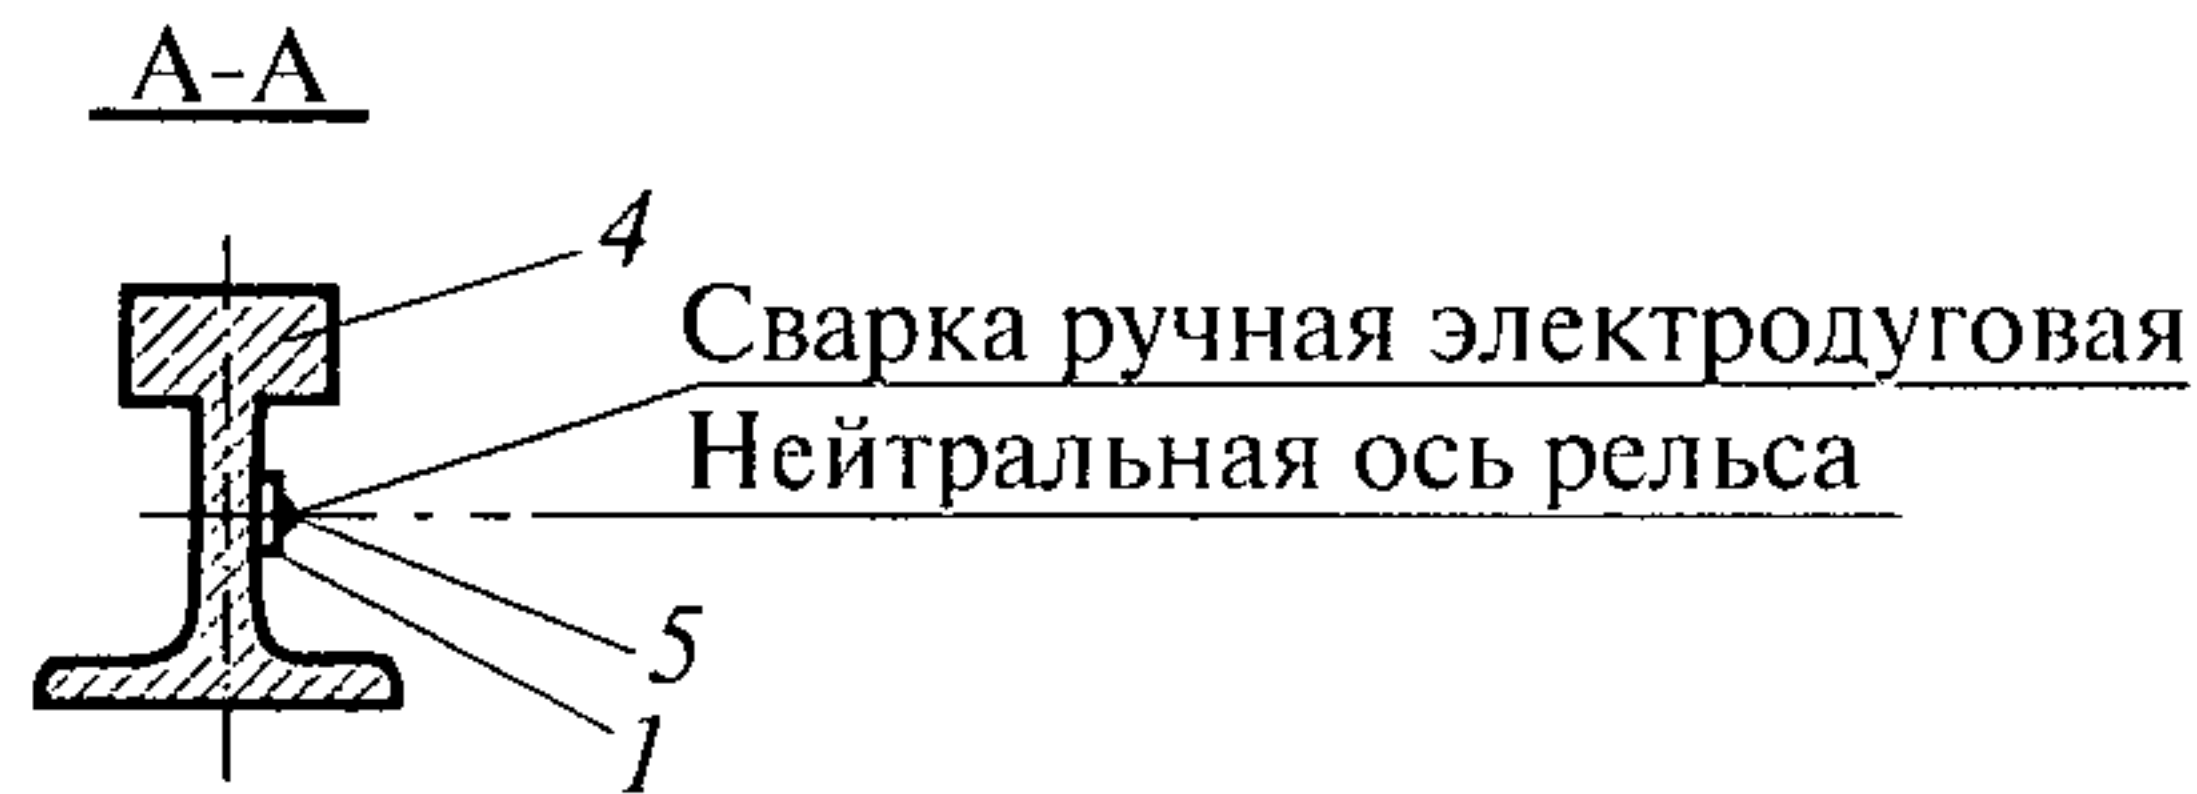 А-А
4
Сварка ручная электродуговая
Нейтральная ось рельса
5
1